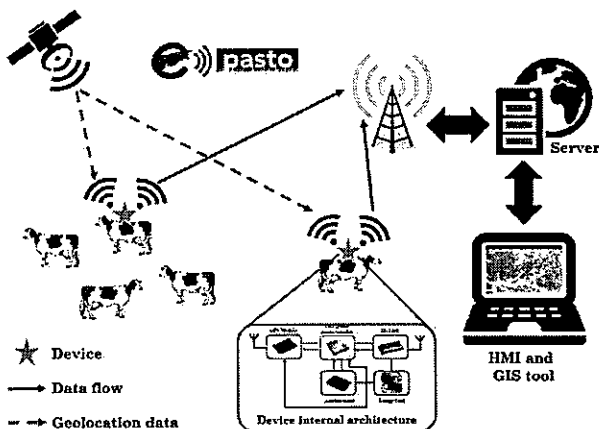 pasto
Server
HMI and
GIS tool
Device
Data flow
Geolocation data
Device Internal architecture